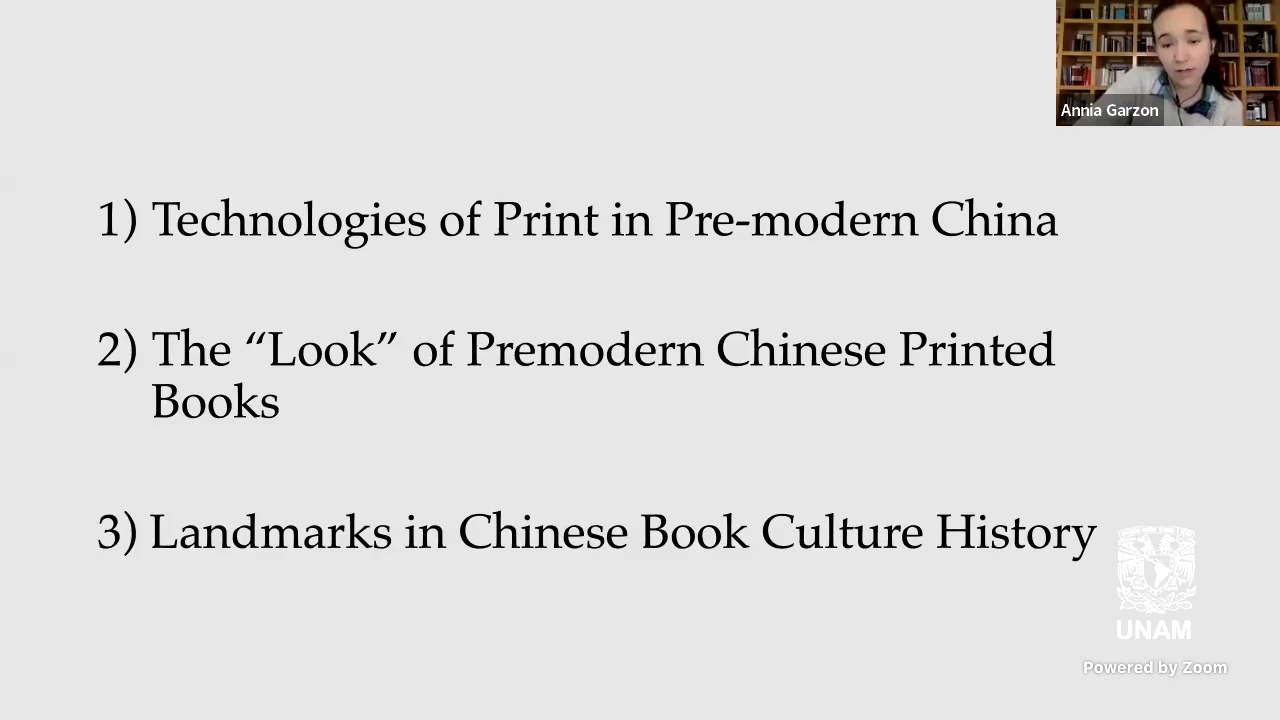 Annia Garzon
1) Technologies of Print in Pre-modern China
2) The “Look” of Premodern Chinese Printed
Books
3) Landmarks in Chinese Book Culture History
UNAM
Powered by Zoom